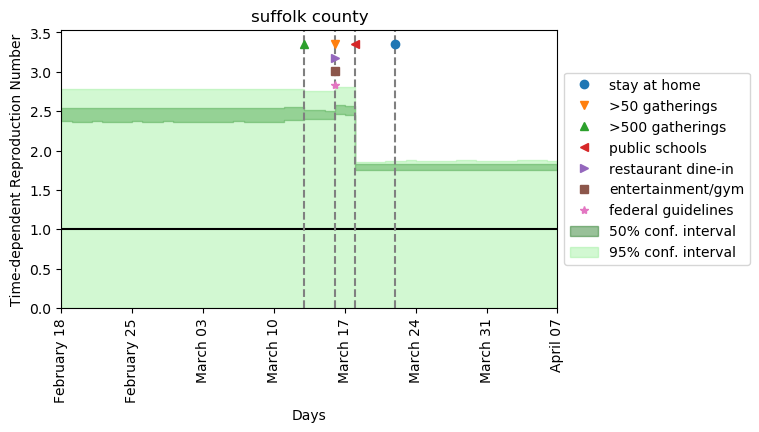 suffolk county
Time-dependent Reproduction Number
3.5
3.0
2.5
2.0
1.5
1.0
0.5
0.0
February 18
February 25
March 03
March 10
March 17
March 24
March 31
April 07
Days
stay at home
>50 gatherings
>500 gatherings
public schools
restaurant dine-in
entertainment/gym
federal guidelines
50% conf. interval
95% conf. interval